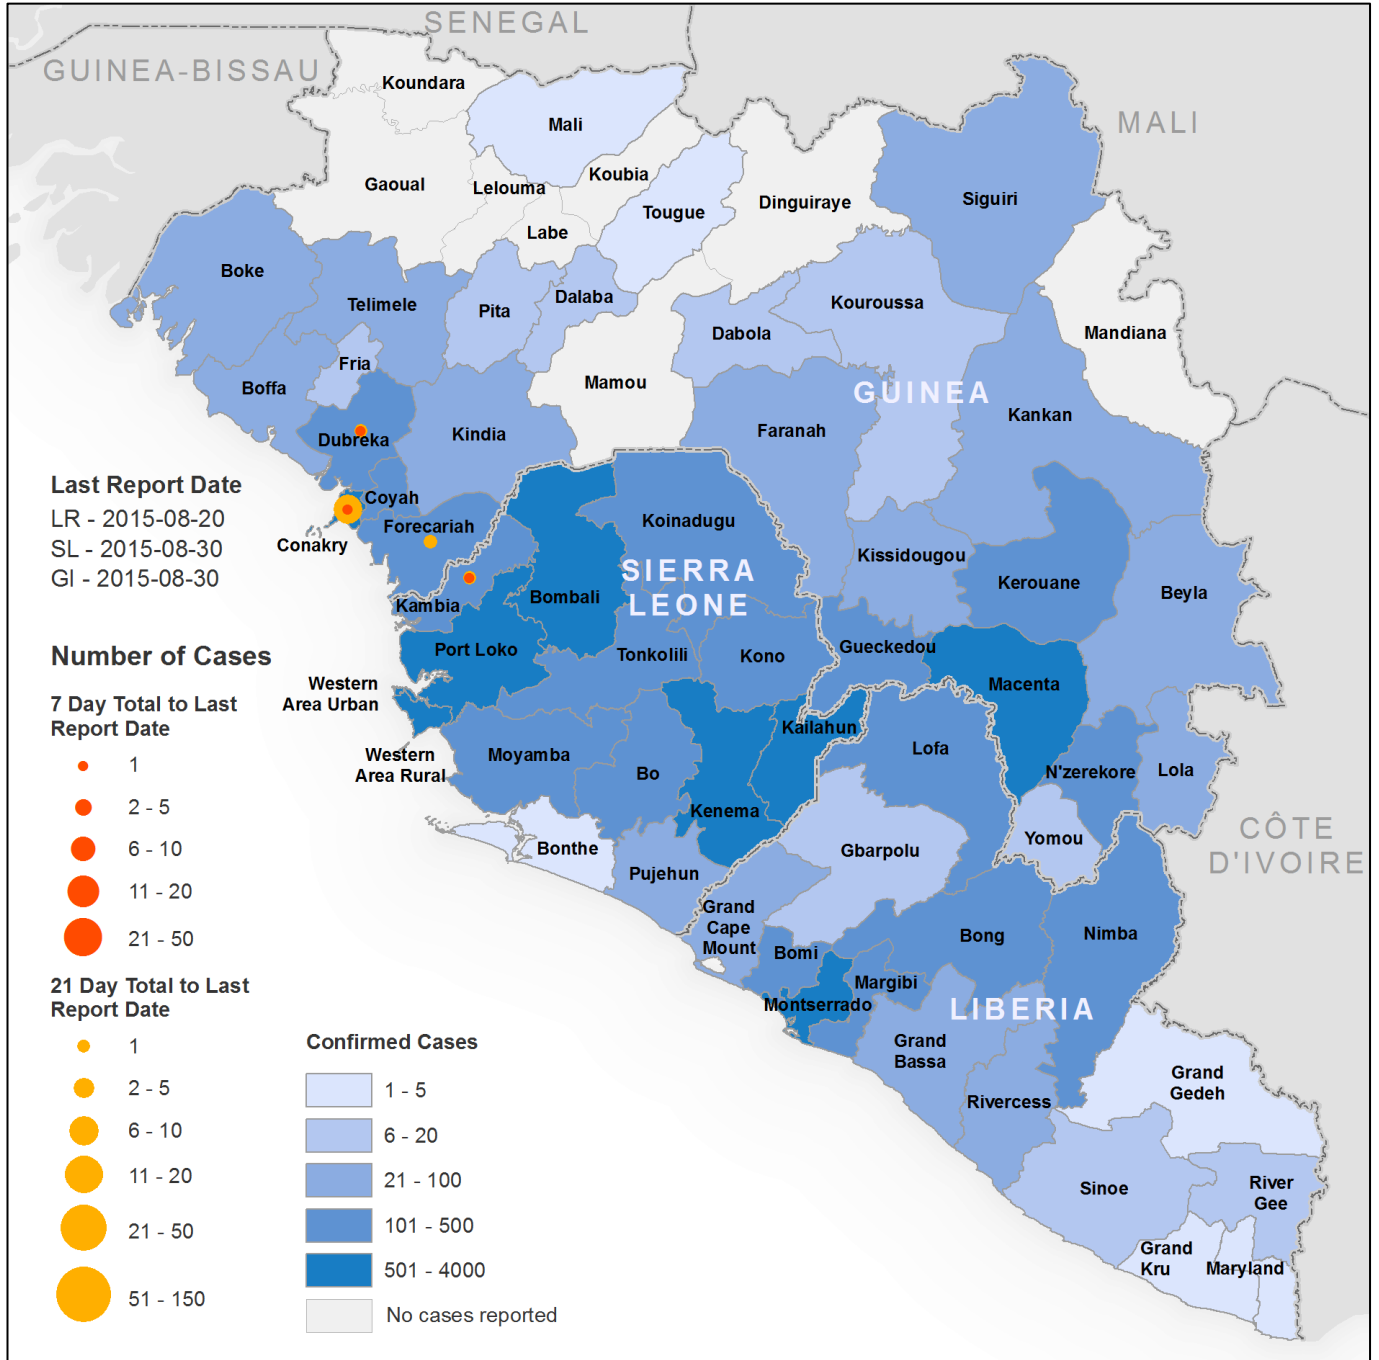 SENEGAL
GUINEA-BISSAU
Koundara
Mali
MALI
Koubia
Gaoual
Lelouma
Siguiri
Dinguiraye
Tougue
Labe
Boke
Dalaba
Kouroussa
Telimele
Pita
Dabola
Mandiana
Fria
Mamou
Boffa
GUINEA
Kankan
Faranah
Kindia
Dubreka
Last Report Date
LR - 2015-08-20
SL - 2015-08-30
GI - 2015-08-30
Coyah
Koinadugu
Forecariah
Conakry
Kissidougou
SIERRA
LEONE
Kerouane
Beyla
Bombali
Kambia
Gueckedou
Port Loko
Tonkolili
Kono
Number of Cases
7 Day Total to Last
Report Date
1
2 - 5
6 - 10
11 - 20
21 - 50
Western
Area Urban
Macenta
Kailahun
Lofa
Moyamba
Western
Area Rural
Bo
N'zerekore
Lola
Kenema
CÔTE
D'IVOIRE
Yomou
Bonthe
Gbarpolu
Pujehun
Grand
Cape
Mount
Bong
Nimba
Bomi
Margibi
Montserrado
LIBERIA
Grand
Bassa
Grand
Gedeh
Rivercess
Sinoe
River
Gee
Grand
Kru
Maryland
21 Day Total to Last
Report Date
1
2 - 5
6 - 10
11 - 20
21 - 50
51 - 150
Confirmed Cases
1 - 5
6 - 20
21 - 100
101 - 500
501 - 4000
No cases reported